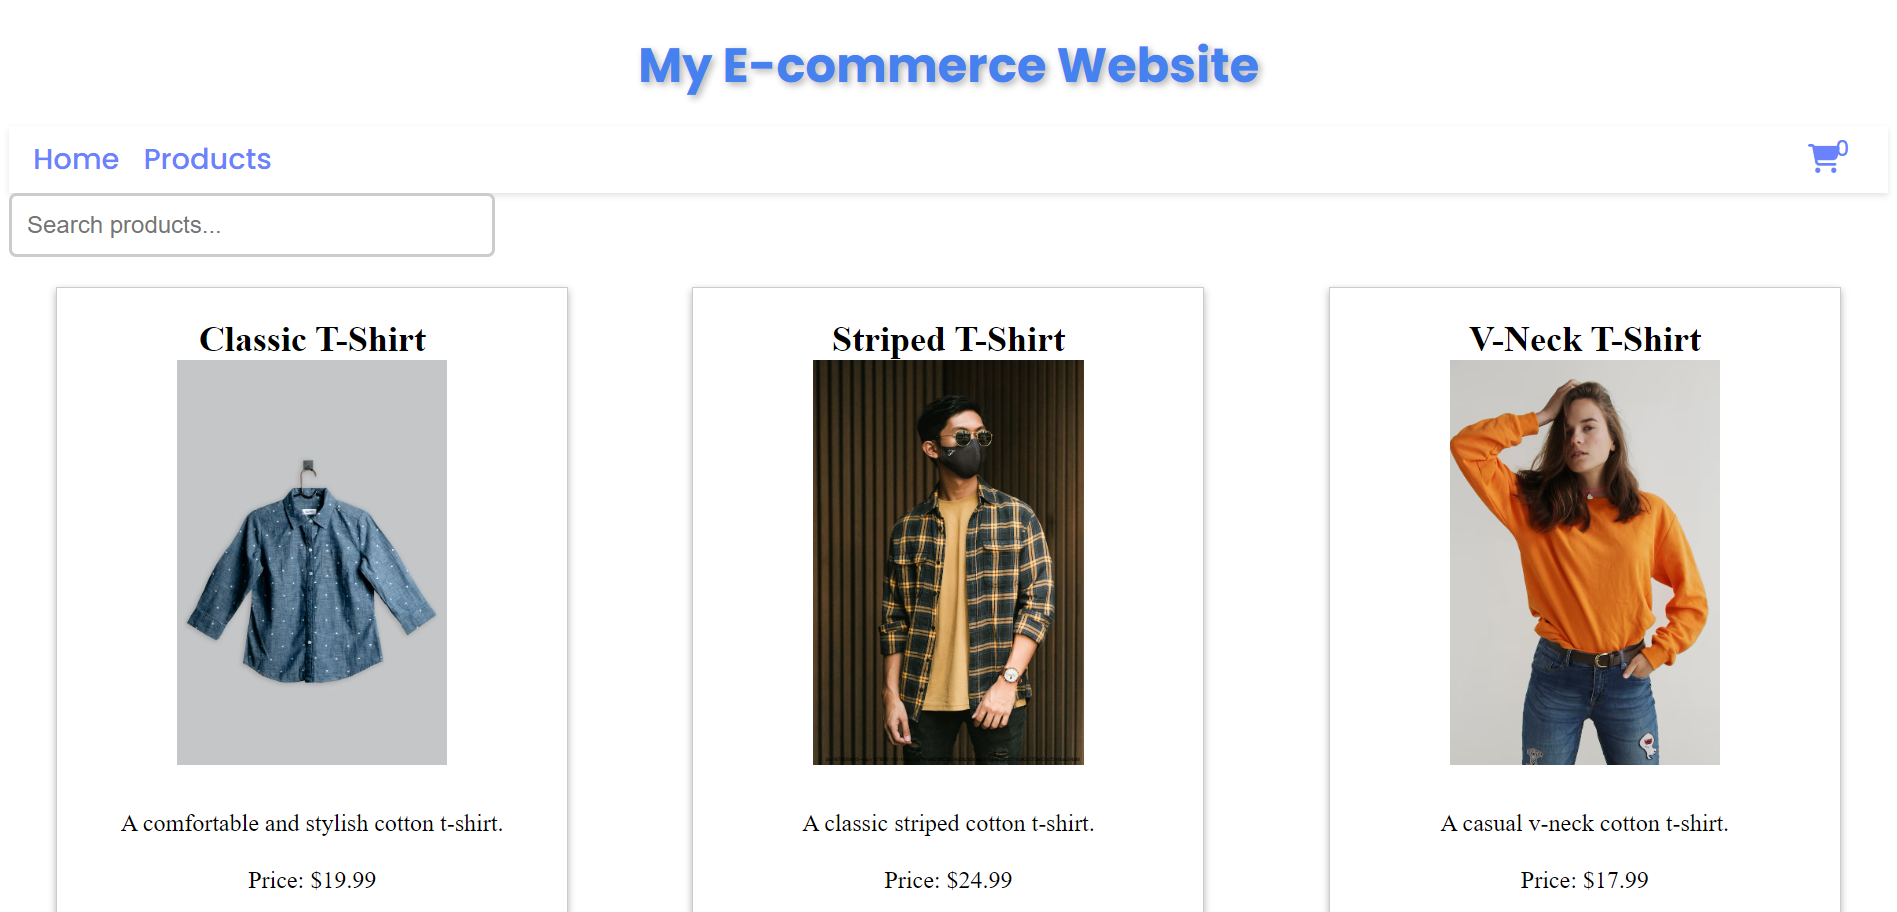 My E-commerce Website
Home Products 0
Search products...
Classic T-Shirt
Striped T-Shirt
V-Neck T-Shirt
A comfortable and stylish cotton t-shirt.
A classic striped cotton t-shirt.
A casual v-neck cotton t-shirt.
Price: $19.99
Price: $24.99
Price: $17.99